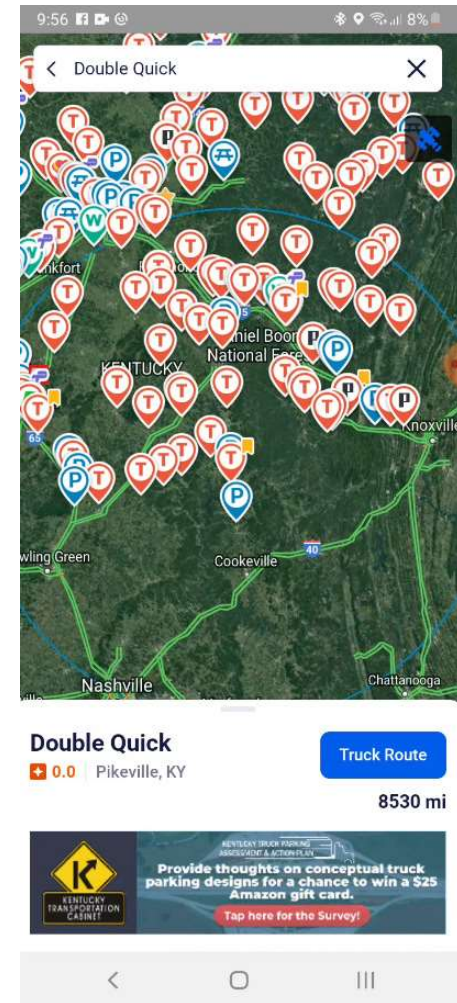 9:56
8%
Double Quick
nkfort
niel Boon
National Fore
KENTUCKY
Knoxville
65
wling Green
40
Cookeville
Nashville
Chattanooga
Double Quick
0.0 Pikeville, KY
Truck Route
8530 mi
KENTUCKY TRUCK PARKING
ASSESSMENT & ACTION PLAN
Provide thoughts on conceptual truck
parking designs for a chance to win a $25
Amazon gift card.
Tap here for the Survey!
KENTUCKY
TRANSPORTATION
CABINET